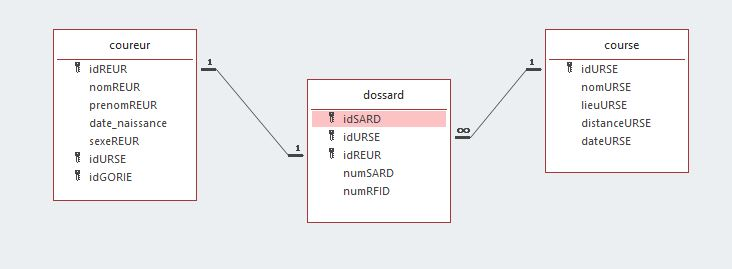 coureur
idREUR
nomREUR
prenomREUR
date_naissance
sexeREUR
idURSE
idGORIE
1
1
dossard
idSARD
idURSE
idREUR
numSARD
numRFID
∞
1
course
idURSE
nomURSE
lieuURSE
distanceURSE
dateURSE